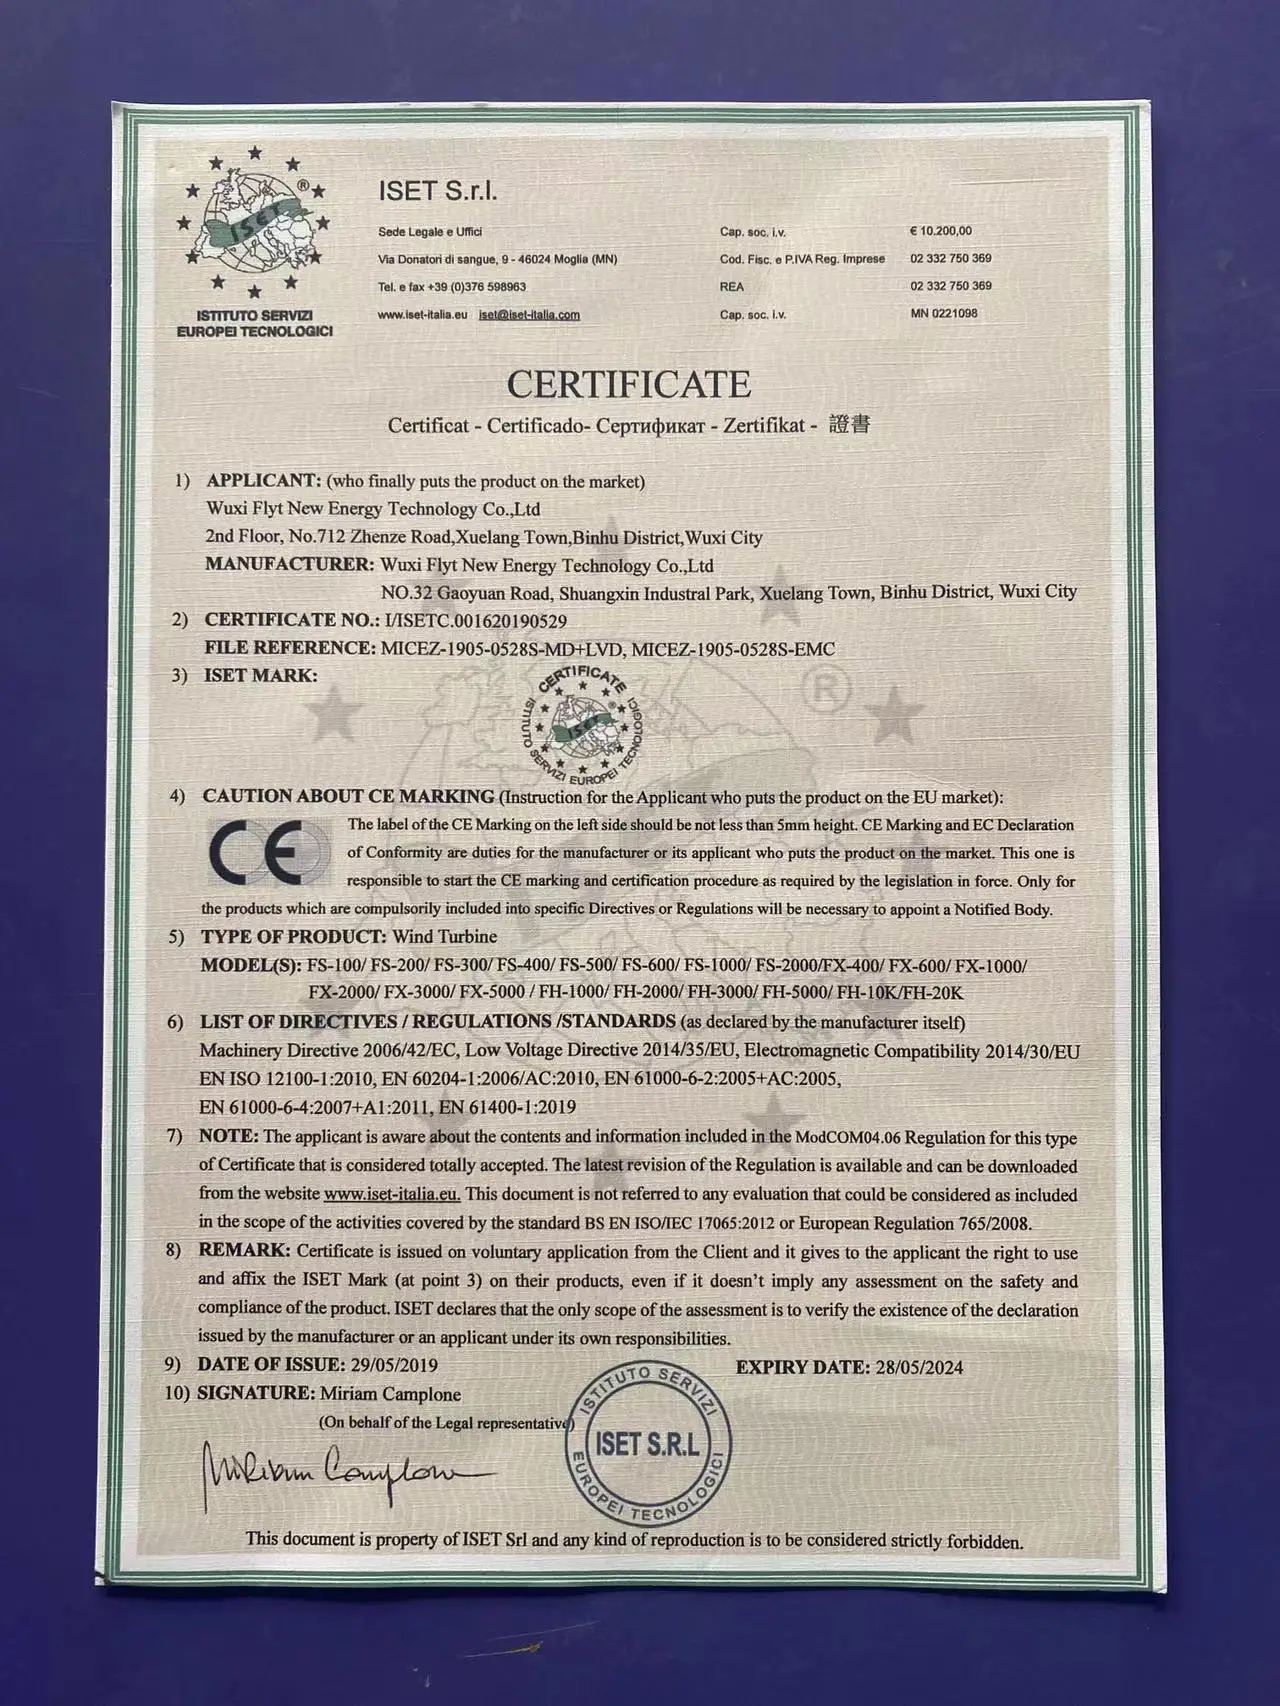 ISET
®
ISTITUTO SERVIZI
EUROPEI TECNOLOGICI
ISET S.r.l.
Sede Legale e Uffici
Via Donatori di sangue, 9 - 46024 Moglia (MN)
Tel. e fax +39 (0)376 598963
www.iset-italia.eu iset@iset-italia.com
Cap. soc. i.v. € 10.200,00
Cod. Fisc. e P.IVA Reg. Imprese 02 332 750 369
REA 02 332 750 369
Cap. soc. i.v. MN 0221098
CERTIFICATE
Certificat - Certificado- Сертификат - Zertifikat - 證書
1) APPLICANT: (who finally puts the product on the market)
Wuxi Flyt New Energy Technology Co.,Ltd
2nd Floor, No.712 Zhenze Road,Xuelang Town,Binhu District,Wuxi City
MANUFACTURER: Wuxi Flyt New Energy Technology Co.,Ltd
NO.32 Gaoyuan Road, Shuangxin Industral Park, Xuelang Town, Binhu District, Wuxi City
2) CERTIFICATE NO.: I/ISETC.001620190529
FILE REFERENCE: MICEZ-1905-0528S-MD+LVD, MICEZ-1905-0528S-EMC
3) ISET MARK:
CERTIFICATE
ISTITUTO SERVIZI EUROPEI TECNOLOGICI
ISET
®
®
4) CAUTION ABOUT CE MARKING (Instruction for the Applicant who puts the product on the EU market):
CE
The label of the CE Marking on the left side should be not less than 5mm height. CE Marking and EC Declaration
of Conformity are duties for the manufacturer or its applicant who puts the product on the market. This one is
responsible to start the CE marking and certification procedure as required by the legislation in force. Only for
the products which are compulsorily included into specific Directives or Regulations will be necessary to appoint a Notified Body.
5) TYPE OF PRODUCT: Wind Turbine
MODEL(S): FS-100/ FS-200/ FS-300/ FS-400/ FS-500/ FS-600/ FS-1000/ FS-2000/FX-400/ FX-600/ FX-1000/
FX-2000/ FX-3000/ FX-5000 / FH-1000/ FH-2000/ FH-3000/ FH-5000/ FH-10K/FH-20K
6) LIST OF DIRECTIVES / REGULATIONS /STANDARDS (as declared by the manufacturer itself)
Machinery Directive 2006/42/EC, Low Voltage Directive 2014/35/EU, Electromagnetic Compatibility 2014/30/EU
EN ISO 12100-1:2010, EN 60204-1:2006/AC:2010, EN 61000-6-2:2005+AC:2005,
EN 61000-6-4:2007+A1:2011, EN 61400-1:2019
7) NOTE: The applicant is aware about the contents and information included in the ModCOM04.06 Regulation for this type
of Certificate that is considered totally accepted. The latest revision of the Regulation is available and can be downloaded
from the website www.iset-italia.eu. This document is not referred to any evaluation that could be considered as included
in the scope of the activities covered by the standard BS EN ISO/IEC 17065:2012 or European Regulation 765/2008.
8) REMARK: Certificate is issued on voluntary application from the Client and it gives to the applicant the right to use
and affix the ISET Mark (at point 3) on their products, even if it doesn't imply any assessment on the safety and
compliance of the product. ISET declares that the only scope of the assessment is to verify the existence of the declaration
issued by the manufacturer or an applicant under its own responsibilities.
9) DATE OF ISSUE: 29/05/2019 EXPIRY DATE: 28/05/2024
10) SIGNATURE: Miriam Camplone
(On behalf of the Legal representative)
Miriam Camplone
ISTITUTO SERVIZI
ISET S.R.L
EUROPEI TECNOLOGICI
This document is property of ISET Srl and any kind of reproduction is to be considered strictly forbidden.